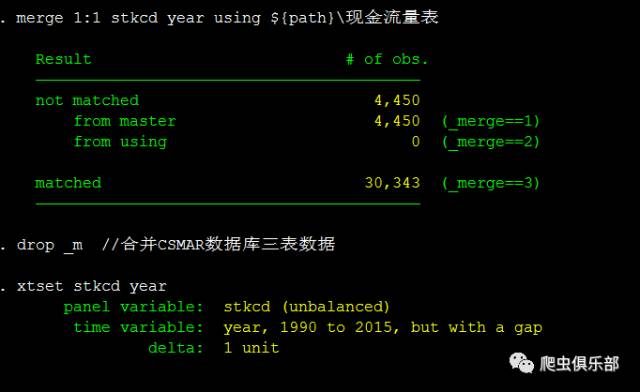 . merge 1:1 stkcd year using ${path}\现金流量表
Result # of obs.
not matched 4,450
from master 4,450 (_merge==1)
from using 0 (_merge==2)
matched 30,343 (_merge==3)
. drop _m //合并CSMAR数据库三表数据
. xtset stkcd year
panel variable: stkcd (unbalanced)
time variable: year, 1990 to 2015, but with a gap
delta: 1 unit
爬虫俱乐部